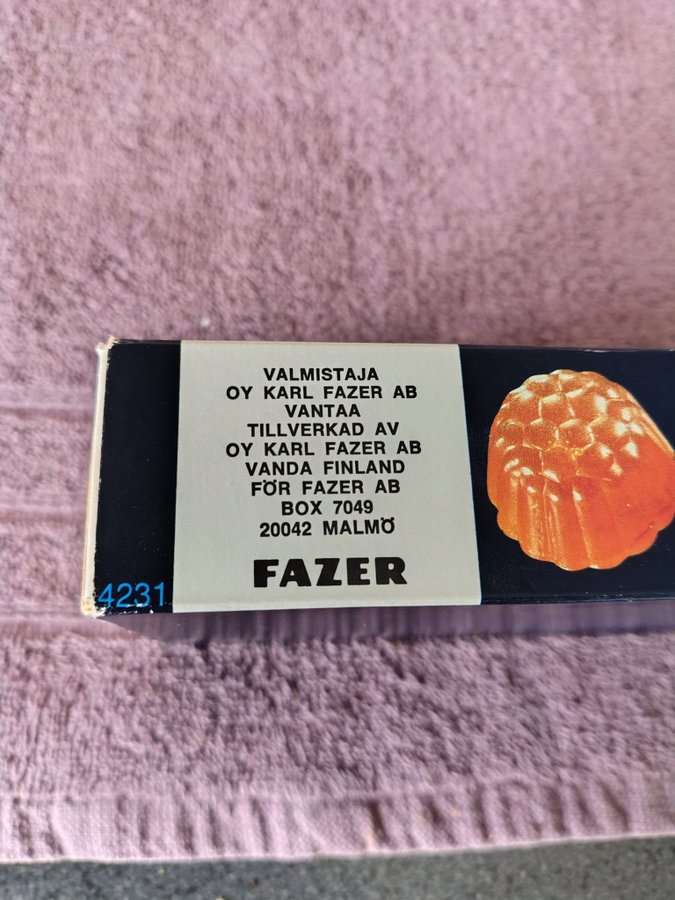 VALMISTAJA
OY KARL FAZER AB
VANTAA
TILLVERKAD AV
OY KARL FAZER AB
VANDA FINLAND
FÖR FAZER AB
BOX 7049
20042 MALMÖ
FAZER
4231